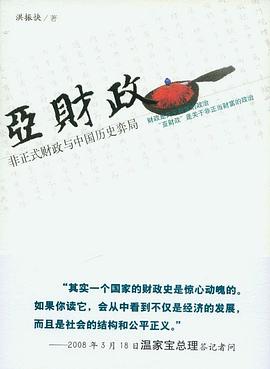 洪振快／著
亞財政
非正式财政与中国历史弈局
“亚财政”是关于非正当财富的政治
“其实一个国家的财政史是惊心动魄的。
如果你读它，会从中看到不仅是经济的发展，
而且是社会的结构和公平正义。”
——2008年3月18日温家宝总理答记者问